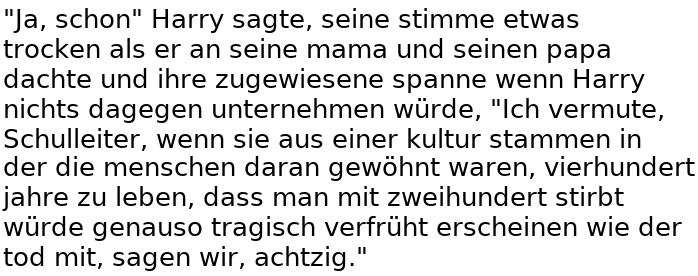 "Ja, schon" Harry sagte, seine stimme etwas
trocken als er an seine mama und seinen papa
dachte und ihre zugewiesene spanne wenn Harry
nichts dagegen unternehmen würde, "Ich vermute,
Schulleiter, wenn sie aus einer kultur stammen in
der die menschen daran gewöhnt waren, vierhundert
jahre zu leben, dass man mit zweihundert stirbt
würde genauso tragisch verfrüht erscheinen wie der
tod mit, sagen wir, achtzig."